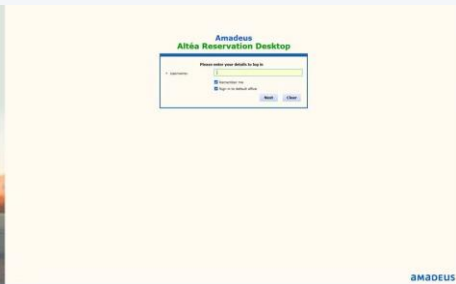 Amadeus
Altéa Reservation Desktop
Please enter your details to log in
Username:
Remember me
Sign in to default office
Next Clear
amaDEUS